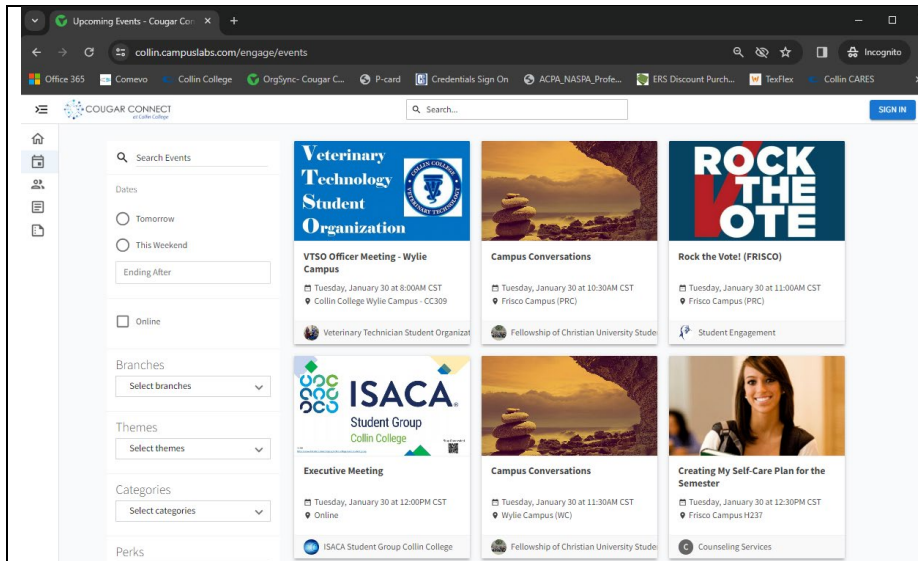 Upcoming Events - Cougar Con
collin.campuslabs.com/engage/events
Incognito
Office 365 Comevo Collin College OrgSync- Cougar C... P-card Credentials Sign On ACPA_NASPA_Profe... ERS Discount Purch... TexFlex Collin CARES
COUGAR CONNECT
at Collin College
Search...
SIGN IN
Search Events
Dates
Tomorrow
This Weekend
Ending After
Online
Branches
Select branches
Themes
Select themes
Categories
Select categories
Perks
Veterinary
Technology
Student
Organization
COLLIN COLLEGE
VETERINARY TECHNOLOGY
VTSO Officer Meeting - Wylie
Campus
Tuesday, January 30 at 8:00AM CST
Collin College Wylie Campus - CC309
Veterinary Technician Student Organizat
Campus Conversations
Tuesday, January 30 at 10:30AM CST
Frisco Campus (PRC)
Fellowship of Christian University Stude
ROCK
THE
VOTE
Rock the Vote! (FRISCO)
Tuesday, January 30 at 11:00AM CST
Frisco Campus (PRC)
Student Engagement
ISACA®
Student Group
Collin College
Executive Meeting
Tuesday, January 30 at 12:00PM CST
Online
ISACA Student Group Collin College
Campus Conversations
Tuesday, January 30 at 11:30AM CST
Wylie Campus (WC)
Fellowship of Christian University Stude
Creating My Self-Care Plan for the
Semester
Tuesday, January 30 at 12:30PM CST
Frisco Campus H237
C Counseling Services